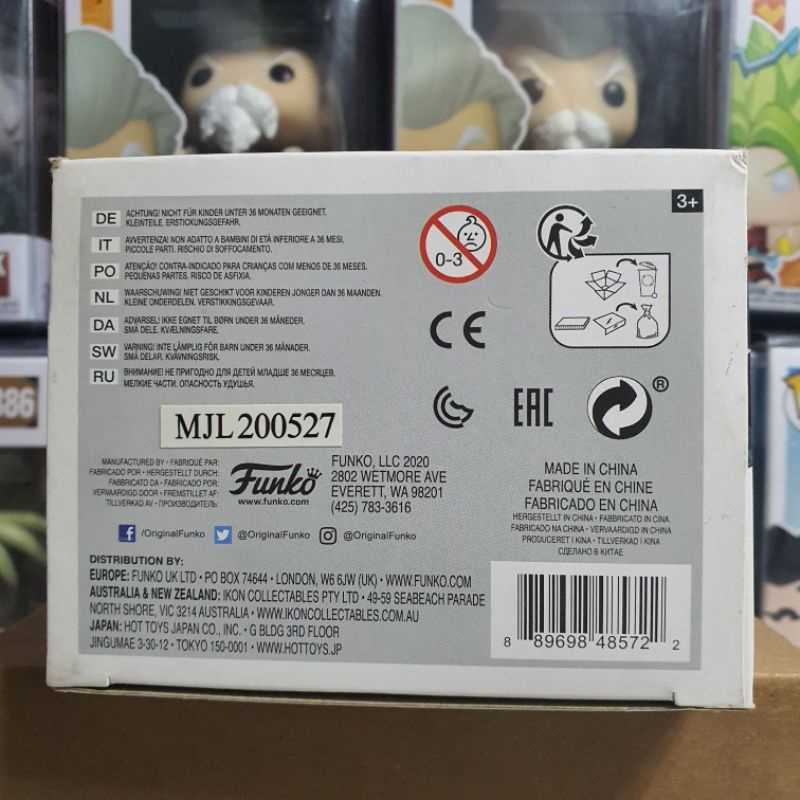 3+
DE ACHTUNG! NICHT FÜR KINDER UNTER 36 MONATEN GEEIGNET.
KLEINTEILE. ERSTICKUNGSGEFAHR.
IT AVVERTENZA! NON ADATTO A BAMBINI DI ETÀ INFERIORE A 36 MESI.
PICCOLE PARTI. RISCHIO DI SOFFOCAMENTO.
PO ATENÇÃO! CONTRA-INDICADO PARA CRIANÇAS COM MENOS DE 36 MESES.
PEQUENAS PARTES. RISCO DE ASFIXIA.
NL WAARSCHUWING! NIET GESCHIKT VOOR KINDEREN JONGER DAN 36 MAANDEN.
KLEINE ONDERDELEN. VERSTIKKINGSGEVAAR.
DA ADVARSEL! IKKE EGNET TIL BØRN UNDER 36 MÅNEDER.
SMÅ DELE. KVÆLNINGSFARE.
SW VARNING! INTE LÄMPLIG FÖR BARN UNDER 36 MÅNADER.
SMÅ DELAR. KVÄVNINGSRISK.
RU ВНИМАНИЕ! НЕ ПРИГОДНО ДЛЯ ДЕТЕЙ МЛАДШЕ 36 МЕСЯЦЕВ.
МЕЛКИЕ ЧАСТИ. ОПАСНОСТЬ УДУШЬЯ.
0-3
CE
EAC
®
MJL 200527
MANUFACTURED BY • FABRIQUÉ PAR:
FABRICADO POR • HERGESTELLT DURCH:
FABBRICATO DA • FABRICADO POR:
VERVAARDIGD DOOR • FREMSTILLET AF:
TILLVERKAD AV • ПРОИЗВОДИТЕЛЬ:
Funko
www.funko.com
FUNKO, LLC 2020
2802 WETMORE AVE
EVERETT, WA 98201
(425) 783-3616
/OriginalFunko @OriginalFunko @OriginalFunko
MADE IN CHINA
FABRIQUÉ EN CHINE
FABRICADO EN CHINA
HERGESTELLT IN CHINA • FABBRICATO IN CINA
FABRICADO NA CHINA • VERVAARDIGD IN CHINA
PRODUCERET I KINA • TILLVERKAD I KINA
СДЕЛАНО В КИТАЕ
DISTRIBUTION BY:
EUROPE: FUNKO UK LTD • PO BOX 74644 • LONDON, W6 6JW (UK) • WWW.FUNKO.COM
AUSTRALIA & NEW ZEALAND: IKON COLLECTABLES PTY LTD • 49-59 SEABEACH PARADE
NORTH SHORE, VIC 3214 AUSTRALIA • WWW.IKONCOLLECTABLES.COM.AU
JAPAN: HOT TOYS JAPAN CO., INC. • G BLDG 3RD FLOOR
JINGUMAE 3-30-12 • TOKYO 150-0001 • WWW.HOTTOYS.JP
8 89698 48572 2